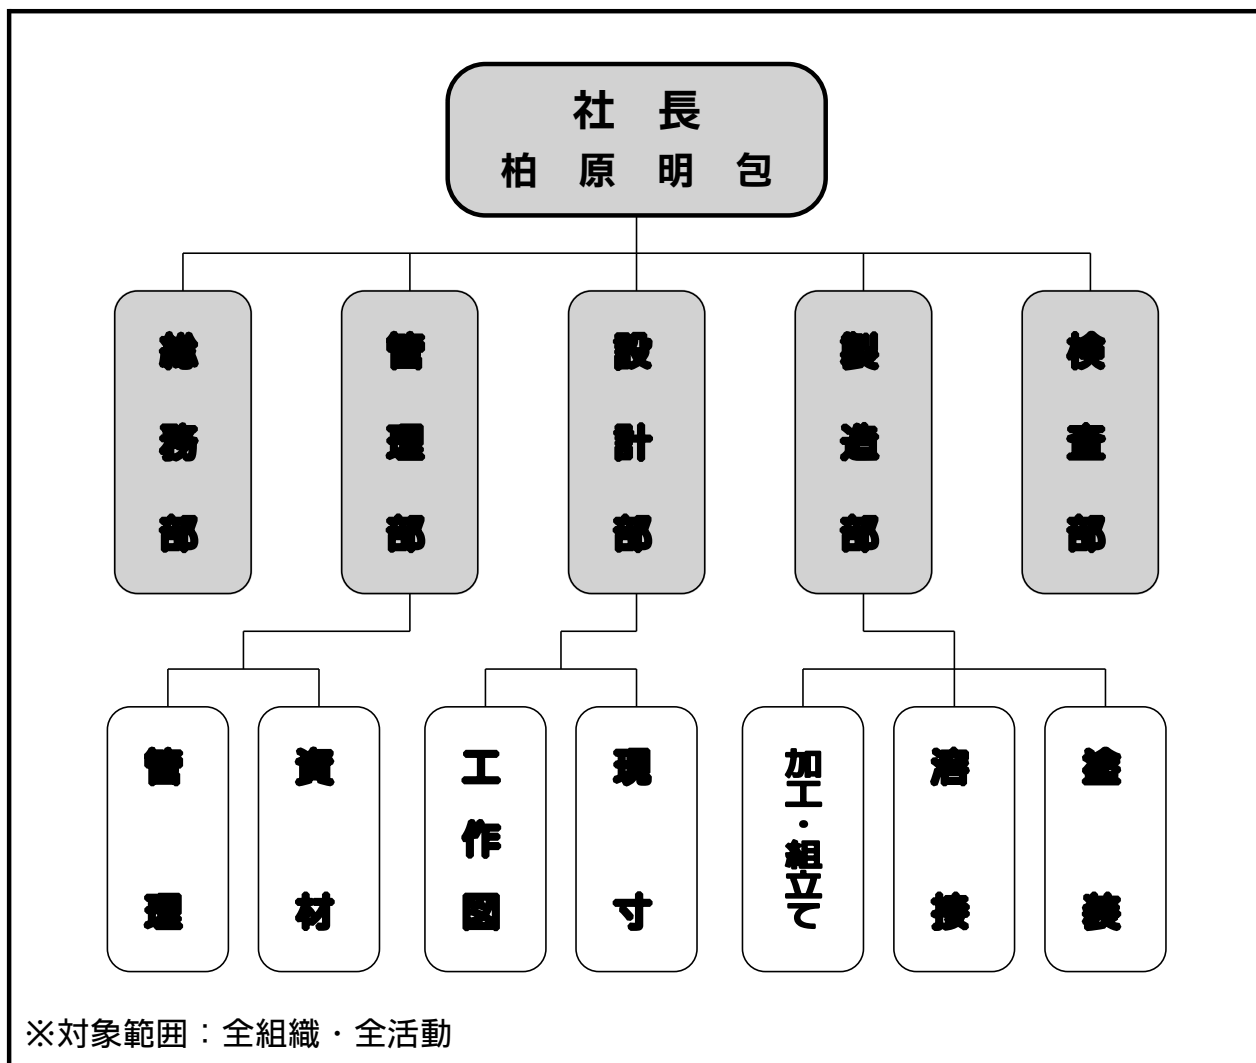 社 長
柏 原 明 包
総務部
管理部
設計部
製造部
検査部
管理
資材
工作図
現寸
加工・組立て
溶接
塗装
※対象範囲：全組織・全活動